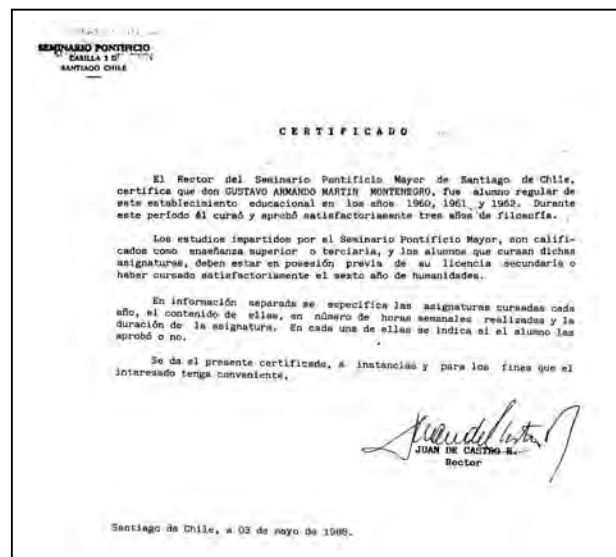 SEMINARIO PONTIFICIO
CASILLA 3 D
SANTIAGO CHILE
CERTIFICADO
El Rector del Seminario Pontificio Mayor de Santiago de Chile,
certifica que don GUSTAVO ARMANDO MARTIN MONTENEGRO, fue alumno regular de
este establecimiento educacional en los años 1960, 1961 y 1962. Durante
este período él cursó y aprobó satisfactoriamente tres años de filosofía.
Los estudios impartidos por el Seminario Pontificio Mayor, son califi-
cados como enseñanza superior o terciaria, y los alumnos que cursan dichas
asignaturas, deben estar en posesión previa de su licencia secundaria o
haber cursado satisfactoriamente el sexto año de humanidades.
En información separada se especifica las asignaturas cursadas cada
año, el contenido de ellas, en número de horas semanales realizadas y la
duración de la asignatura. En cada una de ellas se indica si el alumno las
aprobó o no.
Se da el presente certificado, a instancias y para los fines que el
interesado tenga conveniente.
JUAN DE CASTRO R.
Rector
Santiago de Chile, a 03 de mayo de 1988.